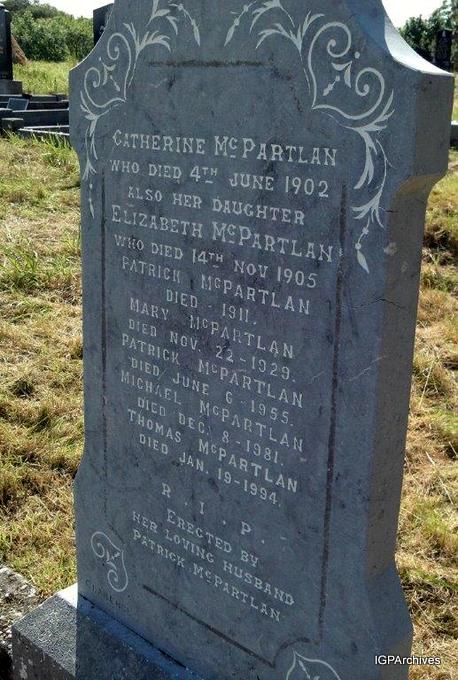 CATHERINE McPARTLAN
WHO DIED 4TH JUNE 1902
ALSO HER DAUGHTER
ELIZABETH McPARTLAN
WHO DIED 14TH NOV 1905
PATRICK McPARTLAN
DIED - 1911.
MARY McPARTLAN
DIED NOV. 22-1929.
PATRICK McPARTLAN
DIED JUNE 6-1955.
MICHAEL McPARTLAN
DIED DEC. 8-1981.
THOMAS McPARTLAN
DIED JAN. 19-1994.
R. I. P.
ERECTED BY
HER LOVING HUSBAND
PATRICK McPARTLAN
IGPArchives